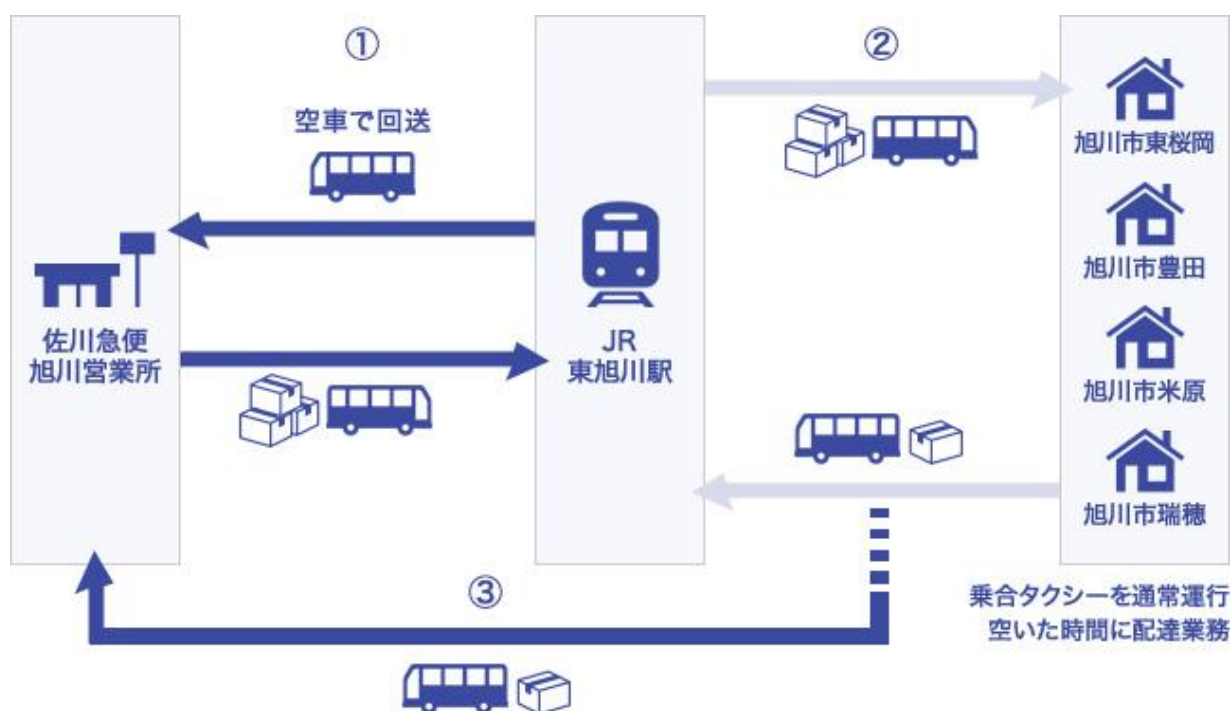 ①
②
空車で回送
旭川市東桜岡
旭川市豊田
佐川急便
旭川営業所
JR
東旭川駅
旭川市米原
旭川市瑞穂
③
乗合タクシーを通常運行
空いた時間に配達業務